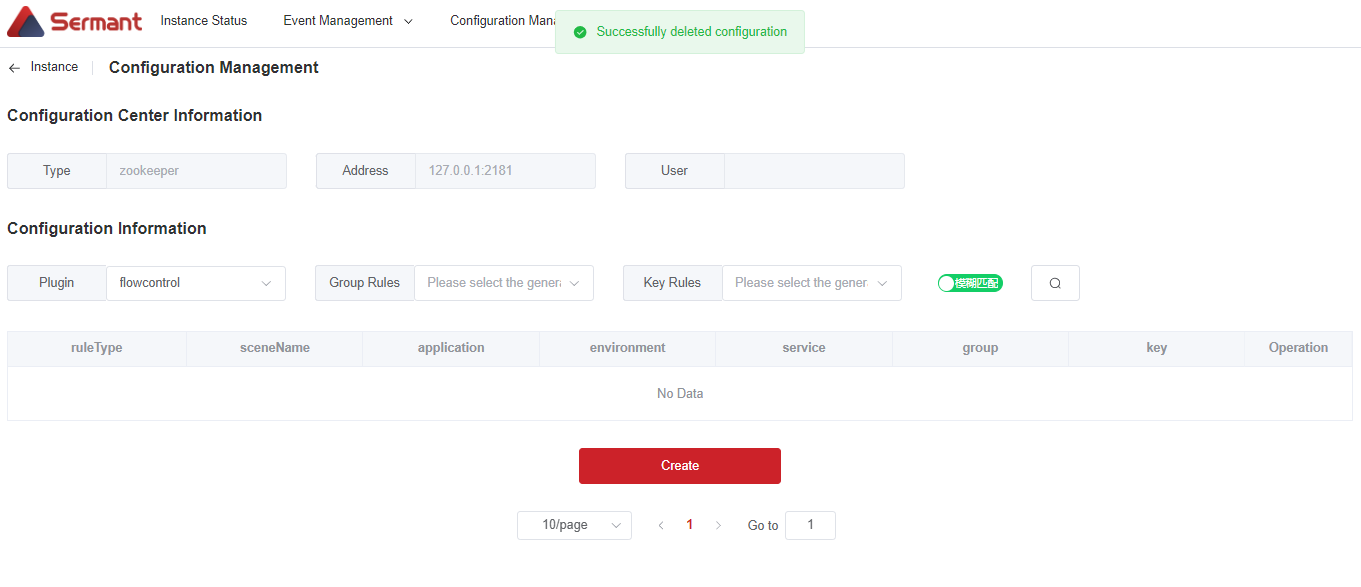 Sermant Instance Status Event Management Configuration Mana
Successfully deleted configuration
Instance Configuration Management
Configuration Center Information
Type zookeeper Address 127.0.0.1:2181 User
Configuration Information
Plugin flowcontrol Group Rules Please select the genera Key Rules Please select the gener 模糊匹配
ruleType sceneName application environment service group key Operation
No Data
Create
10/page 1 Go to 1